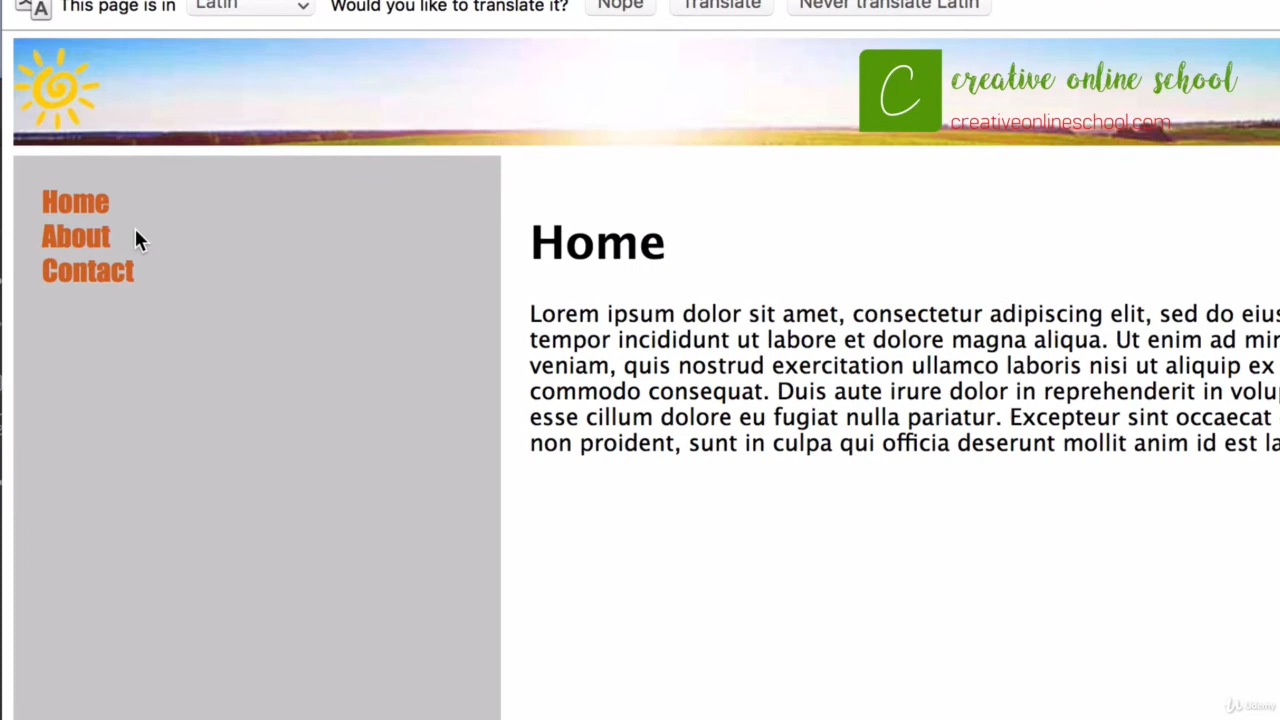 This page is in Latin Would you like to translate it? Nope Translate Never translate Latin
C creative online school
creativeonlineschool.com
Home
About
Contact
Home
Lorem ipsum dolor sit amet, consectetur adipiscing elit, sed do eius
tempor incididunt ut labore et dolore magna aliqua. Ut enim ad min
veniam, quis nostrud exercitation ullamco laboris nisi ut aliquip ex
commodo consequat. Duis aute irure dolor in reprehenderit in volup
esse cillum dolore eu fugiat nulla pariatur. Excepteur sint occaecat
non proident, sunt in culpa qui officia deserunt mollit anim id est la
Udemy